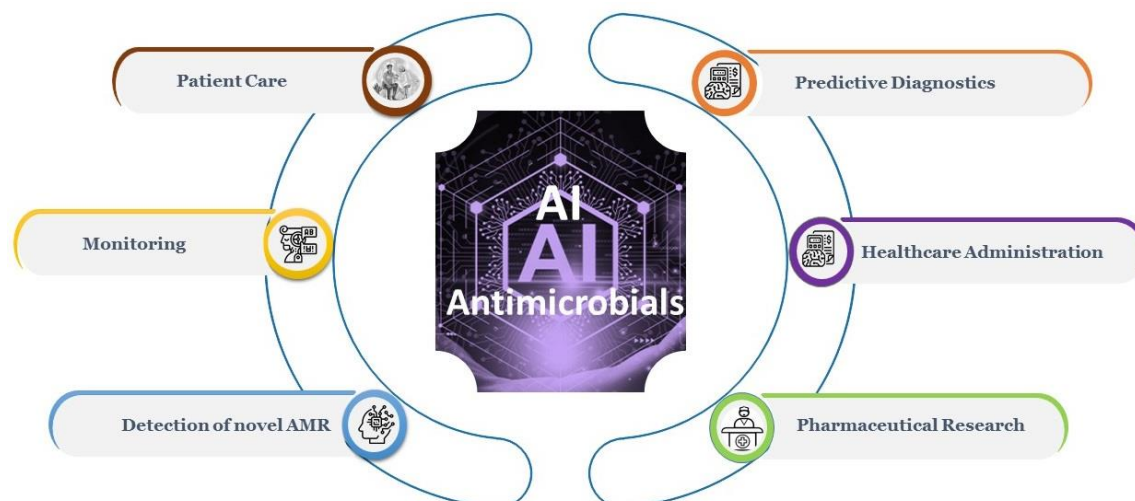 Patient Care
Predictive Diagnostics
Monitoring
AI
AI
Antimicrobials
Healthcare Administration
Detection of novel AMR
Pharmaceutical Research